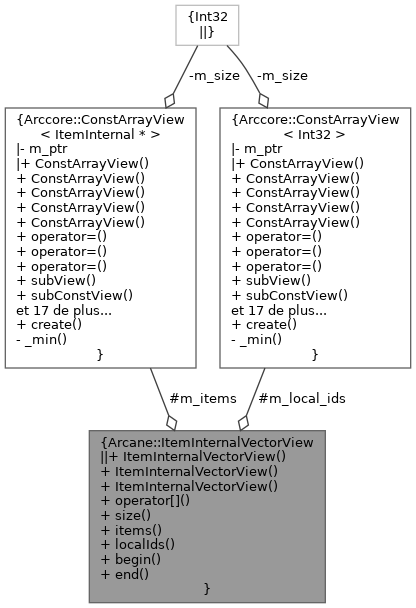 {Int32
||}
-m_size
-m_size
{Arccore::ConstArrayView
< ItemInternal * >
|- m_ptr
|+ ConstArrayView()
+ ConstArrayView()
+ ConstArrayView()
+ ConstArrayView()
+ ConstArrayView()
+ operator=()
+ operator=()
+ operator=()
+ subView()
+ subConstView()
et 17 de plus...
+ create()
- _min()
}
{Arccore::ConstArrayView
< Int32 >
|- m_ptr
|+ ConstArrayView()
+ ConstArrayView()
+ ConstArrayView()
+ ConstArrayView()
+ ConstArrayView()
+ operator=()
+ operator=()
+ operator=()
+ subView()
+ subConstView()
et 17 de plus...
+ create()
- _min()
}
#m_items
#m_local_ids
{Arcane::ItemInternalVectorView
||+ ItemInternalVectorView()
+ ItemInternalVectorView()
+ ItemInternalVectorView()
+ operator[]()
+ size()
+ items()
+ localIds()
+ begin()
+ end()
}